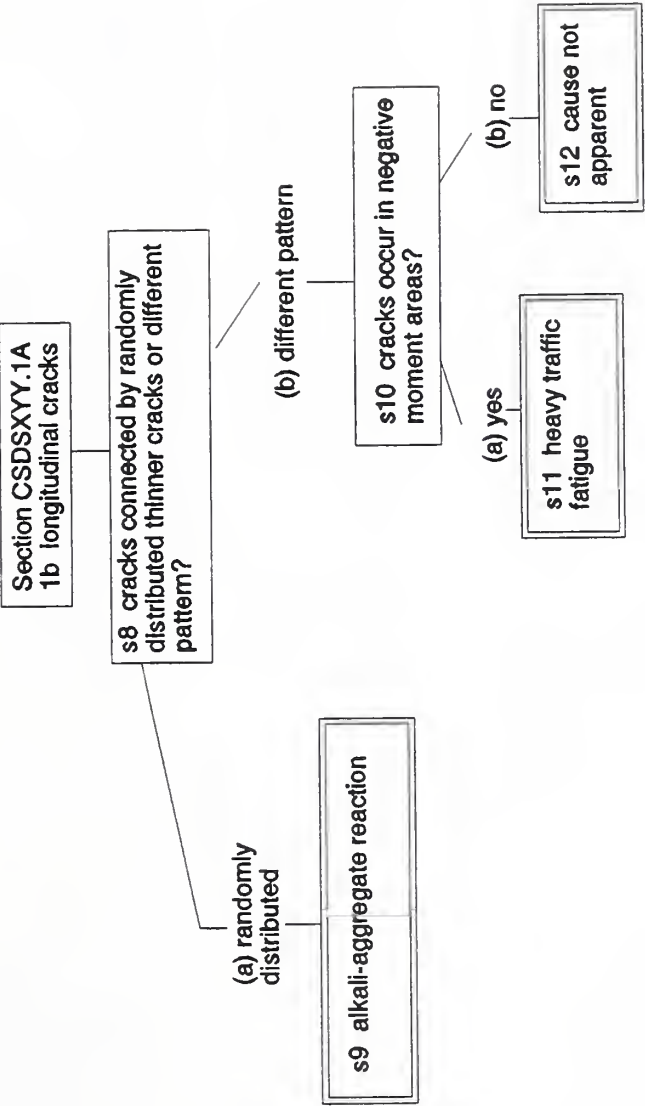 Section CSDSXYY.1A
1b longitudinal cracks
s8 cracks connected by randomly
distributed thinner cracks or different
pattern?
(a) randomly
distributed
(b) different pattern
s9 alkali-aggregate reaction
s10 cracks occur in negative
moment areas?
(a) yes
(b) no
s11 heavy traffic
fatigue
s12 cause not
apparent